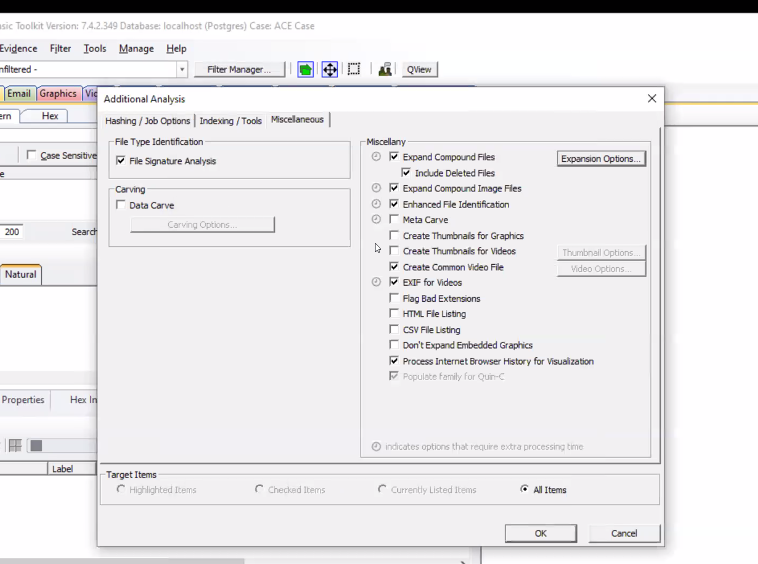 asic Toolkit Version: 7.4.2.349 Database: localhost (Postgres) Case: ACE Case
Evidence Filter Tools Manage Help
nfiltered - Filter Manager... QView
Email Graphics Vid
ern Hex
Case Sensitive
e
200 Search
Natural
Properties Hex In
Label
Additional Analysis
Hashing / Job Options Indexing / Tools Miscellaneous
File Type Identification
File Signature Analysis
Carving
Data Carve
Carving Options...
Miscellany
Expand Compound Files Expansion Options...
Include Deleted Files
Expand Compound Image Files
Enhanced File Identification
Meta Carve
Create Thumbnails for Graphics
Create Thumbnails for Videos Thumbnail Options...
Create Common Video File Video Options...
EXIF for Videos
Flag Bad Extensions
HTML File Listing
CSV File Listing
Don't Expand Embedded Graphics
Process Internet Browser History for Visualization
Populate family for Quin-C
indicates options that require extra processing time
Target Items
Highlighted Items Checked Items Currently Listed Items All Items
OK Cancel